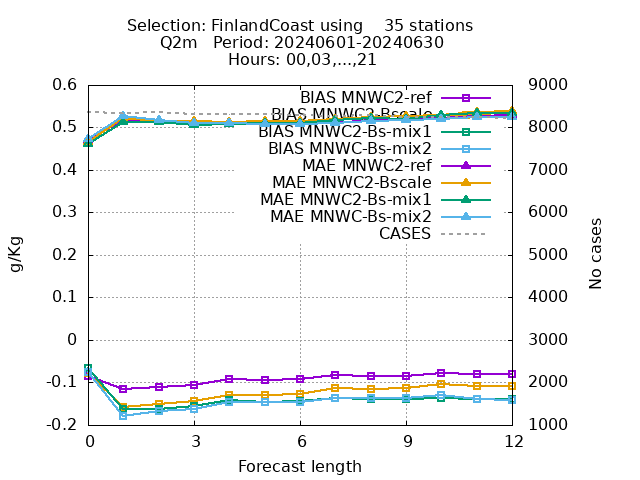 Selection: FinlandCoast using    35 stations
Q2m   Period: 20240601-20240630
Hours: 00,03,...,21
0.6
0.5
0.4
0.3
0.2
0.1
0
-0.1
-0.2
9000
8000
7000
6000
5000
4000
3000
2000
1000
0
3
6
9
12
g/Kg
No cases
Forecast length
BIAS MNWC2-ref
BIAS MNWC2-Bscale
BIAS MNWC2-Bs-mix1
BIAS MNWC-Bs-mix2
MAE MNWC2-ref
MAE MNWC2-Bscale
MAE MNWC2-Bs-mix1
MAE MNWC-Bs-mix2
CASES